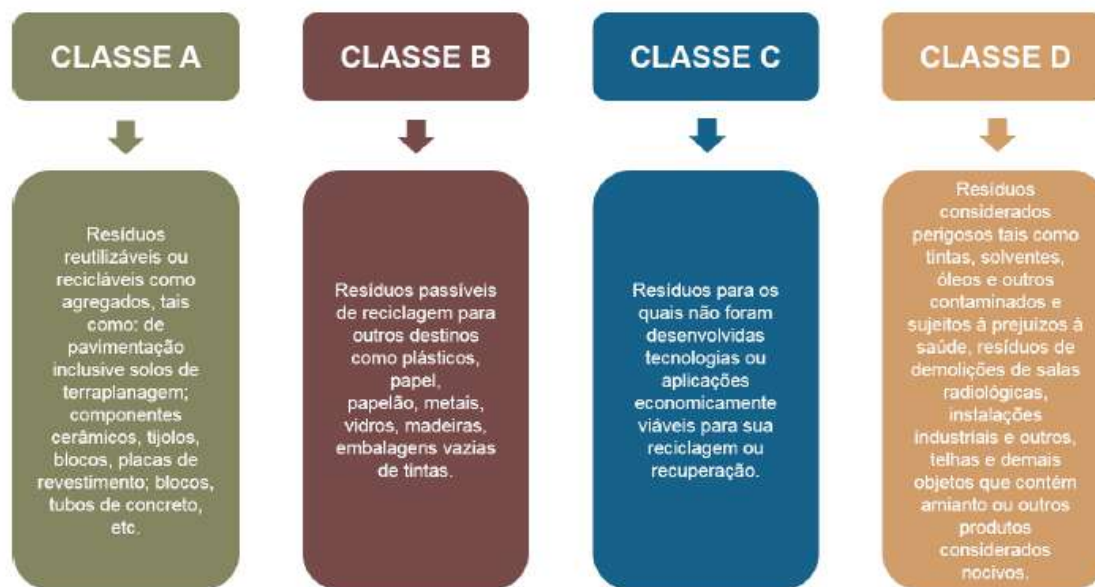 CLASSE A
Resíduos
reutilizáveis ou
recicláveis como
agregados, tais
como: de
pavimentação
inclusive solos de
terraplanagem;
componentes
cerâmicos, tijolos,
blocos, placas de
revestimento; blocos,
tubos de concreto,
etc.
CLASSE B
Resíduos passíveis
de reciclagem para
outros destinos
como plásticos,
papel,
papelão, metais,
vidros, madeiras,
embalagens vazias
de tintas.
CLASSE C
Resíduos para os
quais não foram
desenvolvidas
tecnologias ou
aplicações
economicamente
viáveis para sua
reciclagem ou
recuperação.
CLASSE D
Resíduos
considerados
perigosos tais como
tintas, solventes,
óleos e outros
contaminados e
sujeitos à prejuízos à
saúde, resíduos de
demolições de salas
radiológicas,
instalações
industriais e outros,
telhas e demais
objetos que contém
amianto ou outros
produtos
considerados
nocivos.